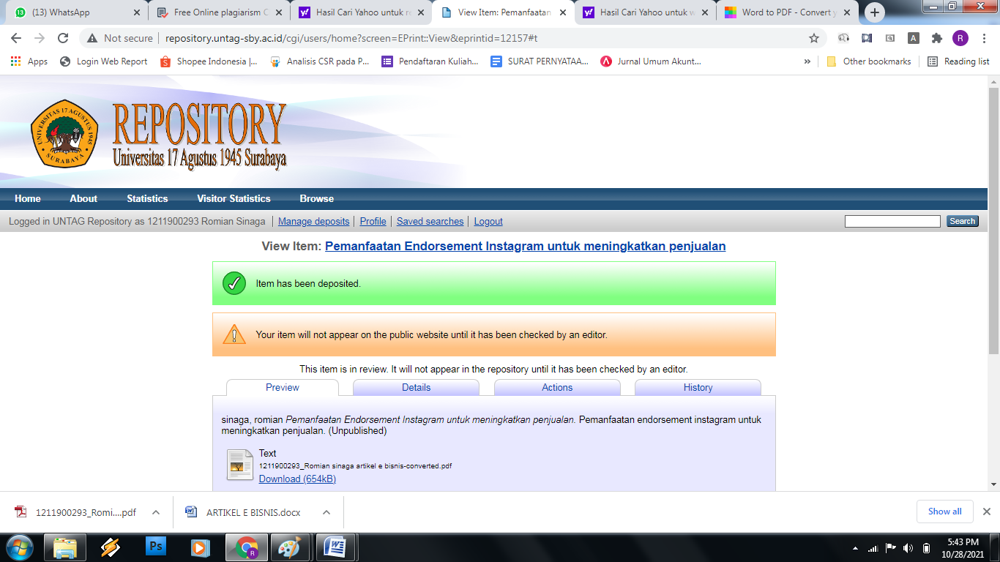 (13) WhatsApp
Free Online plagiarism C
Hasil Cari Yahoo untuk re
View Item: Pemanfaatan
Hasil Cari Yahoo untuk w
Word to PDF - Convert y
Not secure | repository.untag-sby.ac.id/cgi/users/home?screen=EPrint::View&eprintid=12157#t
Apps
Login Web Report
Shopee Indonesia |...
Analisis CSR pada P...
Pendaftaran Kuliah...
SURAT PERNYATAA...
Jurnal Umum Akunt...
»
Other bookmarks
Reading list
UNIVERSITAS 17 AGUSTUS 1945
SURABAYA
REPOSITORY
Universitas 17 Agustus 1945 Surabaya
Home About Statistics Visitor Statistics Browse
Logged in UNTAG Repository as 1211900293 Romian Sinaga | Manage deposits | Profile | Saved searches | Logout
Search
View Item: Pemanfaatan Endorsement Instagram untuk meningkatkan penjualan
Item has been deposited.
Your item will not appear on the public website until it has been checked by an editor.
This item is in review. It will not appear in the repository until it has been checked by an editor.
Preview Details Actions History
sinaga, romian Pemanfaatan Endorsement Instagram untuk meningkatkan penjualan. Pemanfaatan endorsement instagram untuk
meningkatkan penjualan. (Unpublished)
Text
1211900293_Romian sinaga artikel e bisnis-converted.pdf
Download (654kB)
1211900293_Romi....pdf
ARTIKEL E BISNIS.docx
Show all
Ps
5:43 PM
10/28/2021